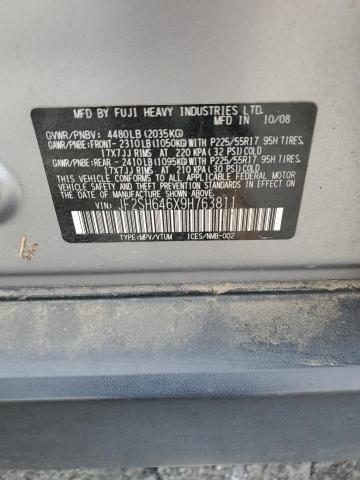 MFD BY FUJI HEAVY INDUSTRIES LTD.
MADE IN 10/08
GVWR/PNBV: 4480LB(2035KG)
GAWR/PNBE:FRONT- 2310LB(1050KG)WITH P225/55R17 95H TIRES,
17X7JJ RIMS AT 220 KPA(32 PSI)COLD
GAWR/PNBE:REAR - 2410LB(1095KG)WITH P225/55R17 95H TIRES,
17X7JJ RIMS AT 210 KPA(30 PSI)COLD
THIS VEHICLE CONFORMS TO ALL APPLICABLE FEDERAL
MOTOR VEHICLE SAFETY STANDARDS IN EFFECT ON THE
DATE OF MANUFACTURE SHOWN ABOVE.
VIN: JF2SH646X9H763811
TYPE:MPV/VTUM ICES/NMB-002